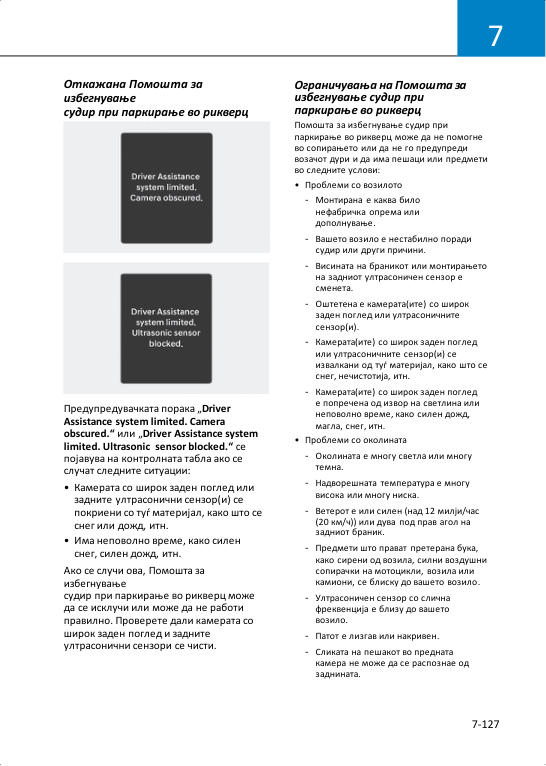 7
Откажана Помошта за
избегнување
судир при паркирање во рикверц
Driver Assistance
system limited.
Camera obscured.
Driver Assistance
system limited.
Ultrasonic sensor
blocked.
Предупредувачката порака „Driver
Assistance system limited. Camera
obscured.“ или „Driver Assistance system
limited. Ultrasonic sensor blocked.“ се
појавува на контролната табла ако се
случат следните ситуации:
• Камерата со широк заден поглед или
задните ултрасонични сензор(и) се
покриени со туѓ материјал, како што се
снег или дожд, итн.
• Има неповолно време, како силен
снег, силен дожд, итн.
Ако се случи ова, Помошта за
избегнување
судир при паркирање во рикверц може
да се исклучи или може да не работи
правилно. Проверете дали камерата со
широк заден поглед и задните
ултрасонични сензори се чисти.
Ограничувања на Помошта за
избегнување судир при
паркирање во рикверц
Помошта за избегнување судир при
паркирање во рикверц може да не помогне
во сопирањето или да не го предупреди
возачот дури и да има пешаци или предмети
во следните услови:
• Проблеми со возилото
- Монтирана е каква било
нефабричка опрема или
дополнување.
- Вашето возило е нестабилно поради
судир или други причини.
- Висината на браникот или монтирањето
на задниот ултрасоничен сензор е
сменета.
- Оштетена е камерата(ите) со широк
заден поглед или ултрасоничните
сензор(и).
- Камерата(ите) со широк заден поглед
или ултрасоничните сензор(и) се
извалкани од туѓ материјал, како што се
снег, нечистотија, итн.
- Камерата(ите) со широк заден поглед
е попречена од извор на светлина или
неповолно време, како силен дожд,
магла, снег, итн.
• Проблеми со околината
- Околината е многу светла или многу
темна.
- Надворешната температура е многу
висока или многу ниска.
- Ветерот е или силен (над 12 милји/час
(20 км/ч)) или дува под прав агол на
задниот браник.
- Предмети што прават претерана бука,
како сирени од возила, силни воздушни
сопирачки на мотоцикли, возила или
камиони, се блиску до вашето возило.
- Ултрасоничен сензор со слична
фреквенција е близу до вашето
возило.
- Патот е лизгав или накривен.
- Сликата на пешакот во предната
камера не може да се распознае од
заднината.
7-127